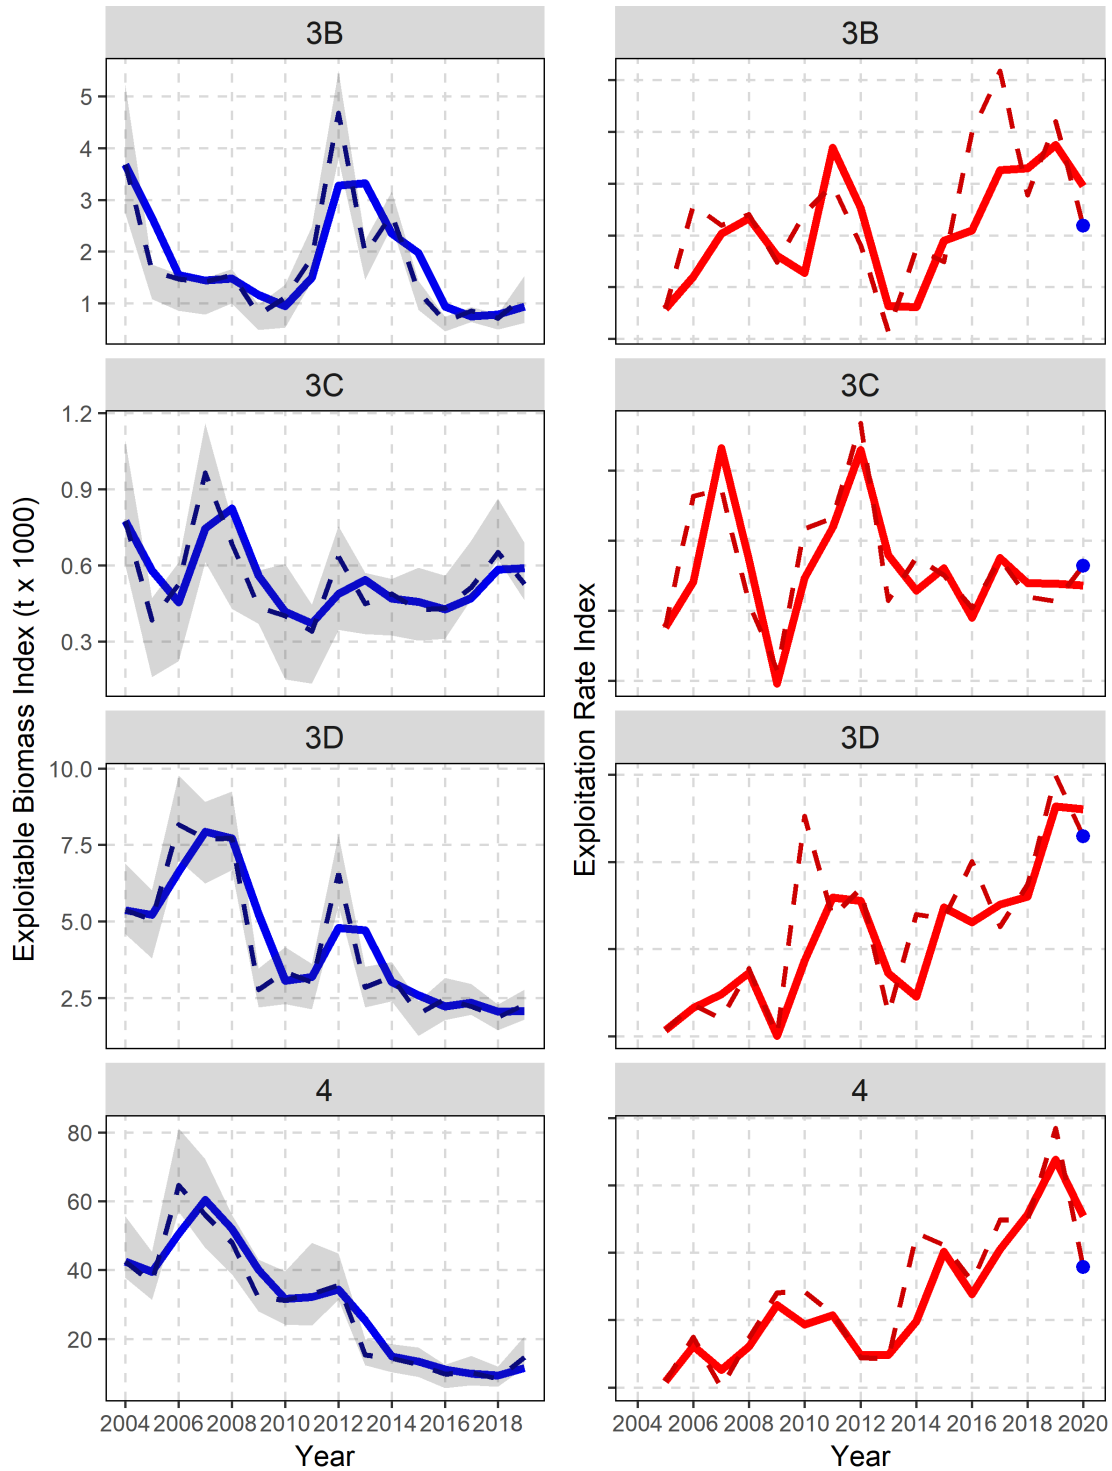 3B
3B
5
4
3
2
1
3C
3C
1.2
0.9
0.6
0.3
Exploitable Biomass Index (t x 1000)
Exploitation Rate Index
3D
3D
10.0
7.5
5.0
2.5
4
4
80
60
40
20
2004 2006 2008 2010 2012 2014 2016 2018
2004 2006 2008 2010 2012 2014 2016 2018 2020
Year
Year